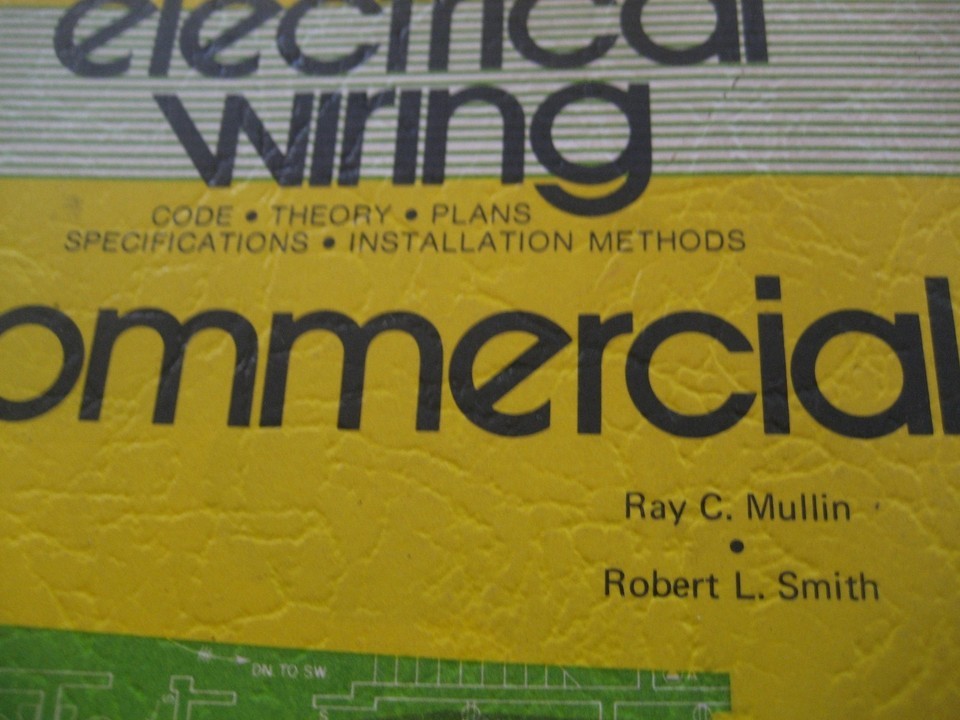 electrical
wiring
CODE • THEORY • PLANS
SPECIFICATIONS • INSTALLATION METHODS
ommercial
Ray C. Mullin
•
Robert L. Smith
DN TO SW